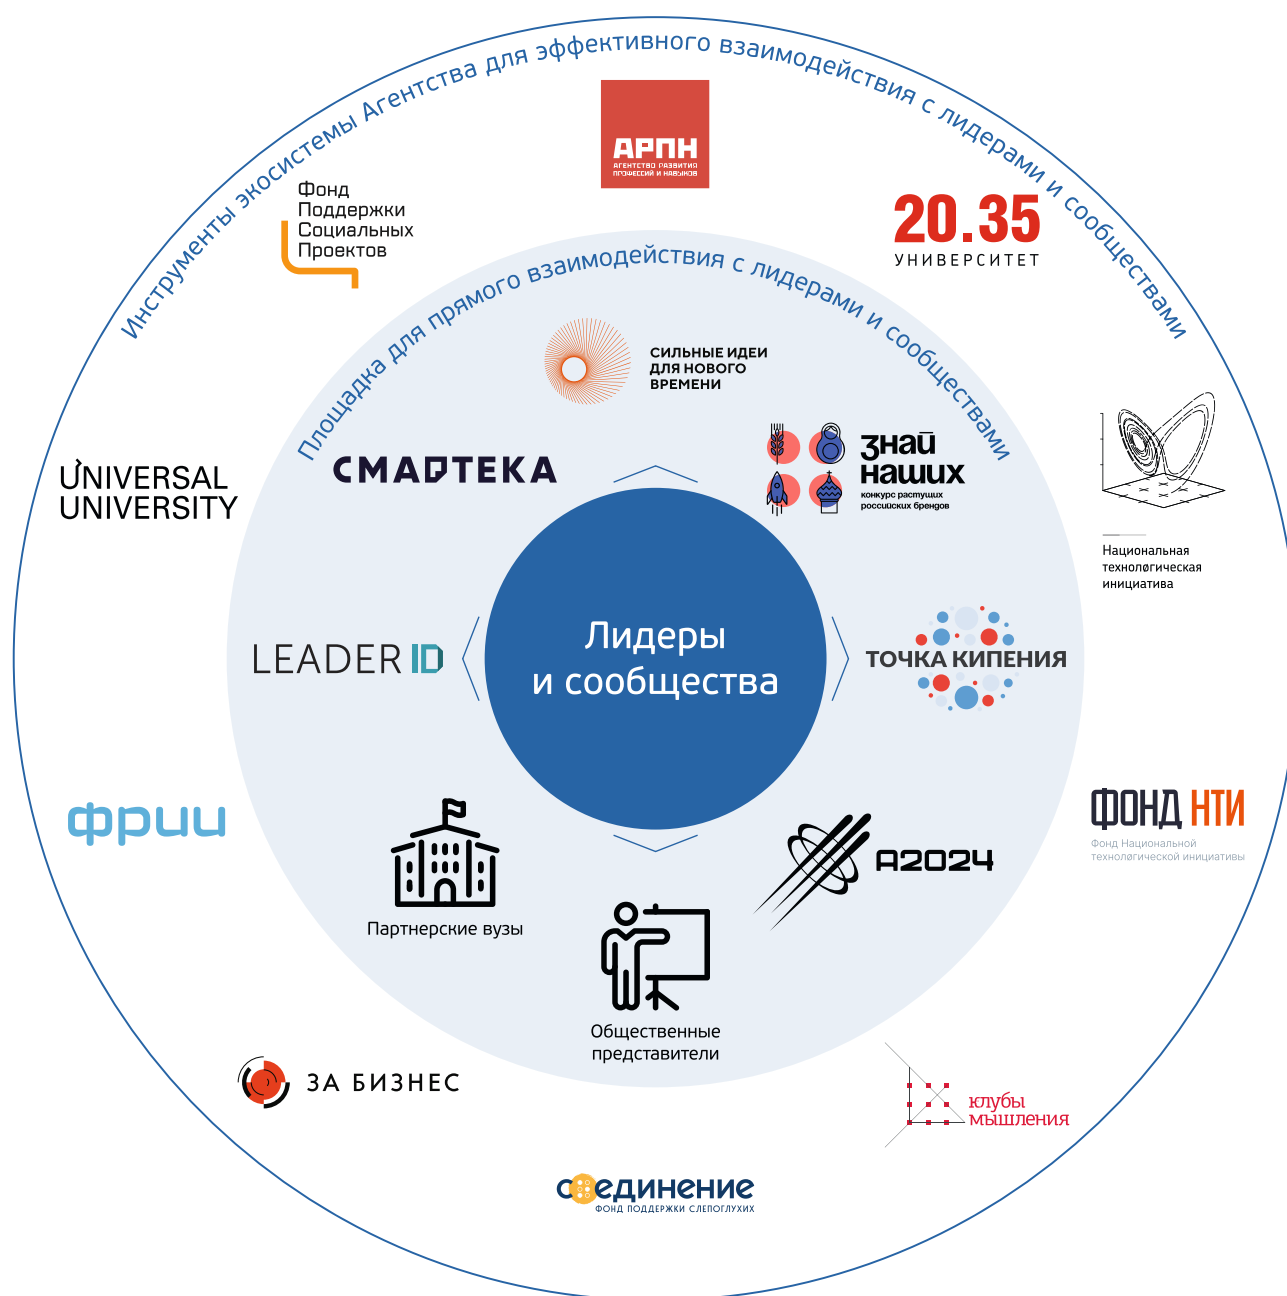 Инструменты экосистемы Агентства для эффективного взаимодействия с лидерами и сообществами
АРПН
АГЕНТСТВО РАЗВИТИЯ
ПРОФЕССИЙ И НАВЫКОВ
Фонд
Поддержки
Социальных
Проектов
20.35
УНИВЕРСИТЕТ
Площадка для прямого взаимодействия с лидерами и сообществами
СИЛЬНЫЕ ИДЕИ
ДЛЯ НОВОГО
ВРЕМЕНИ
СМАРТЕКА
знай
наших
конкурс растущих
российских брендов
UNIVERSAL
UNIVERSITY
Национальная
технологическая
инициатива
LEADER ID
Лидеры
и сообщества
ТОЧКА КИПЕНИЯ
фрии
ФОНД НТИ
Фонд Национальной
технологической инициативы
A2024
Партнерские вузы
Общественные
представители
ЗА БИЗНЕС
клубы
мышления
соединение
ФОНД ПОДДЕРЖКИ СЛЕПОГЛУХИХ